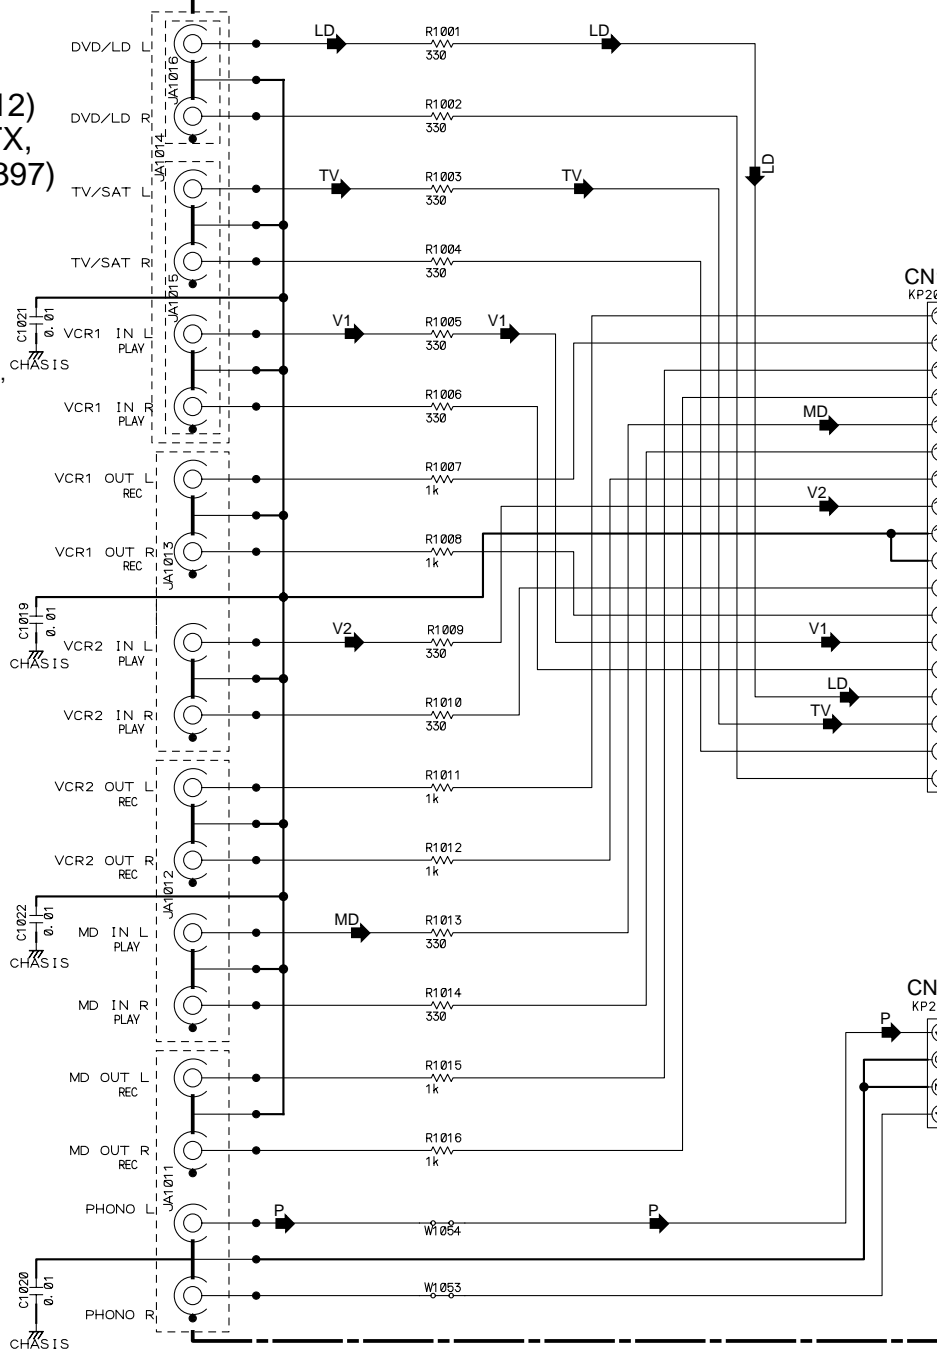 DVD/LD L
LD
R1001
330
LD
JA1016
12)
DVD/LD R
R1002
330
TX,
JA1014
LD
397)
TV/SAT L
TV
R1003
330
TV
TV/SAT R
R1004
330
JA1015
CN
C1021
0.01
CHASIS
VCR1 IN L
PLAY
V1
R1005
330
V1
,
VCR1 IN R
PLAY
R1006
330
MD
VCR1 OUT L
REC
R1007
1k
V2
VCR1 OUT R
REC
R1008
1k
JA1013
C1019
0.01
CHASIS
VCR2 IN L
PLAY
V2
R1009
330
V1
VCR2 IN R
PLAY
R1010
330
LD
TV
VCR2 OUT L
REC
R1011
1k
VCR2 OUT R
REC
R1012
1k
JA1012
C1022
0.01
CHASIS
MD IN L
PLAY
MD
R1013
330
MD IN R
PLAY
R1014
330
CN
P
MD OUT L
REC
R1015
1k
MD OUT R
REC
R1016
1k
JA1011
PHONO L
P
W1054
P
C1020
0.01
CHASIS
W1053
PHONO R